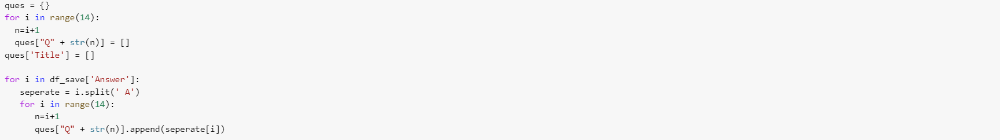 ques = {}
for i in range(14):
  n=i+1
  ques["Q" + str(n)] = []
ques['Title'] = []

for i in df_save['Answer']:
   seperate = i.split(' A')
   for i in range(14):
      n=i+1
      ques["Q" + str(n)].append(seperate[i])